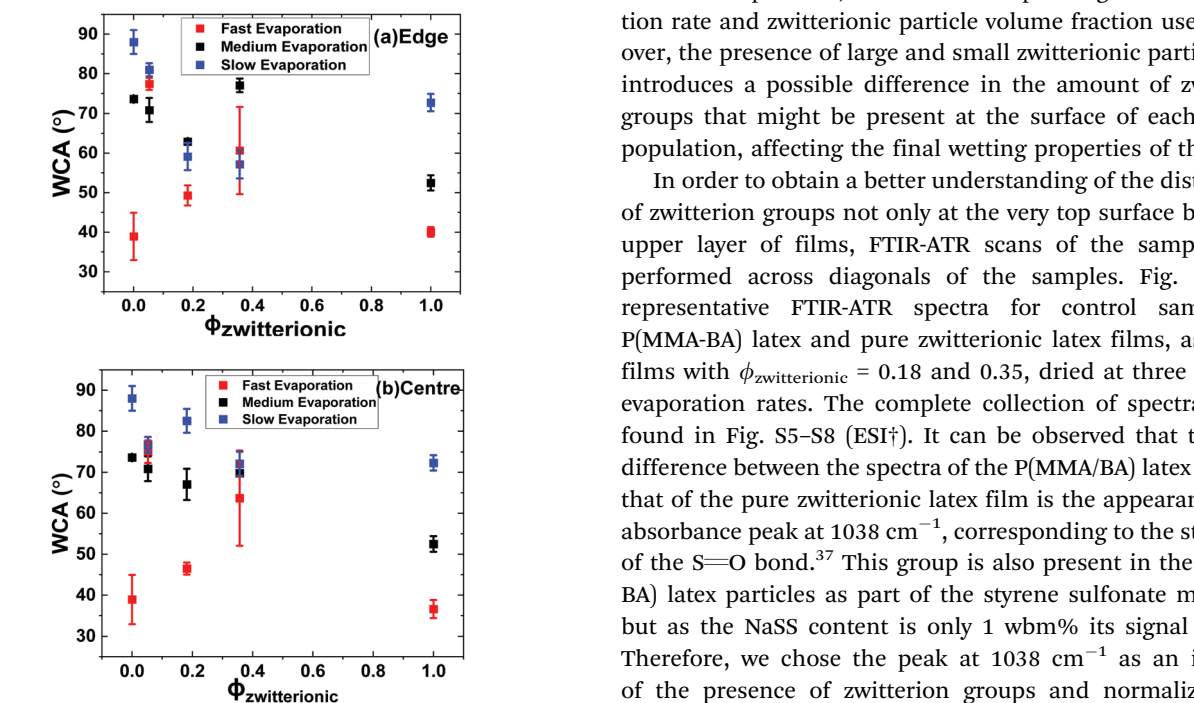 (a)Edge
Fast Evaporation
Medium Evaporation
Slow Evaporation
WCA (°)
90
80
70
60
50
40
30
0.0 0.2 0.4 0.6 0.8 1.0
ϕzwitterionic
(b)Centre
Fast Evaporation
Medium Evaporation
Slow Evaporation
WCA (°)
90
80
70
60
50
40
30
0.0 0.2 0.4 0.6 0.8 1.0
ϕzwitterionic
tion rate and zwitterionic particle volume fraction use
over, the presence of large and small zwitterionic parti
introduces a possible difference in the amount of z
groups that might be present at the surface of each
population, affecting the final wetting properties of th
In order to obtain a better understanding of the dist
of zwitterion groups not only at the very top surface b
upper layer of films, FTIR-ATR scans of the samp
performed across diagonals of the samples. Fig.
representative FTIR-ATR spectra for control sam
P(MMA-BA) latex and pure zwitterionic latex films, as
films with ϕzwitterionic = 0.18 and 0.35, dried at three
evaporation rates. The complete collection of spectra
found in Fig. S5–S8 (ESI†). It can be observed that t
difference between the spectra of the P(MMA/BA) latex
that of the pure zwitterionic latex film is the appearan
absorbance peak at 1038 cm−1, corresponding to the st
of the S=O bond.37 This group is also present in the
BA) latex particles as part of the styrene sulfonate m
but as the NaSS content is only 1 wbm% its signal
Therefore, we chose the peak at 1038 cm−1 as an i
of the presence of zwitterion groups and normaliz